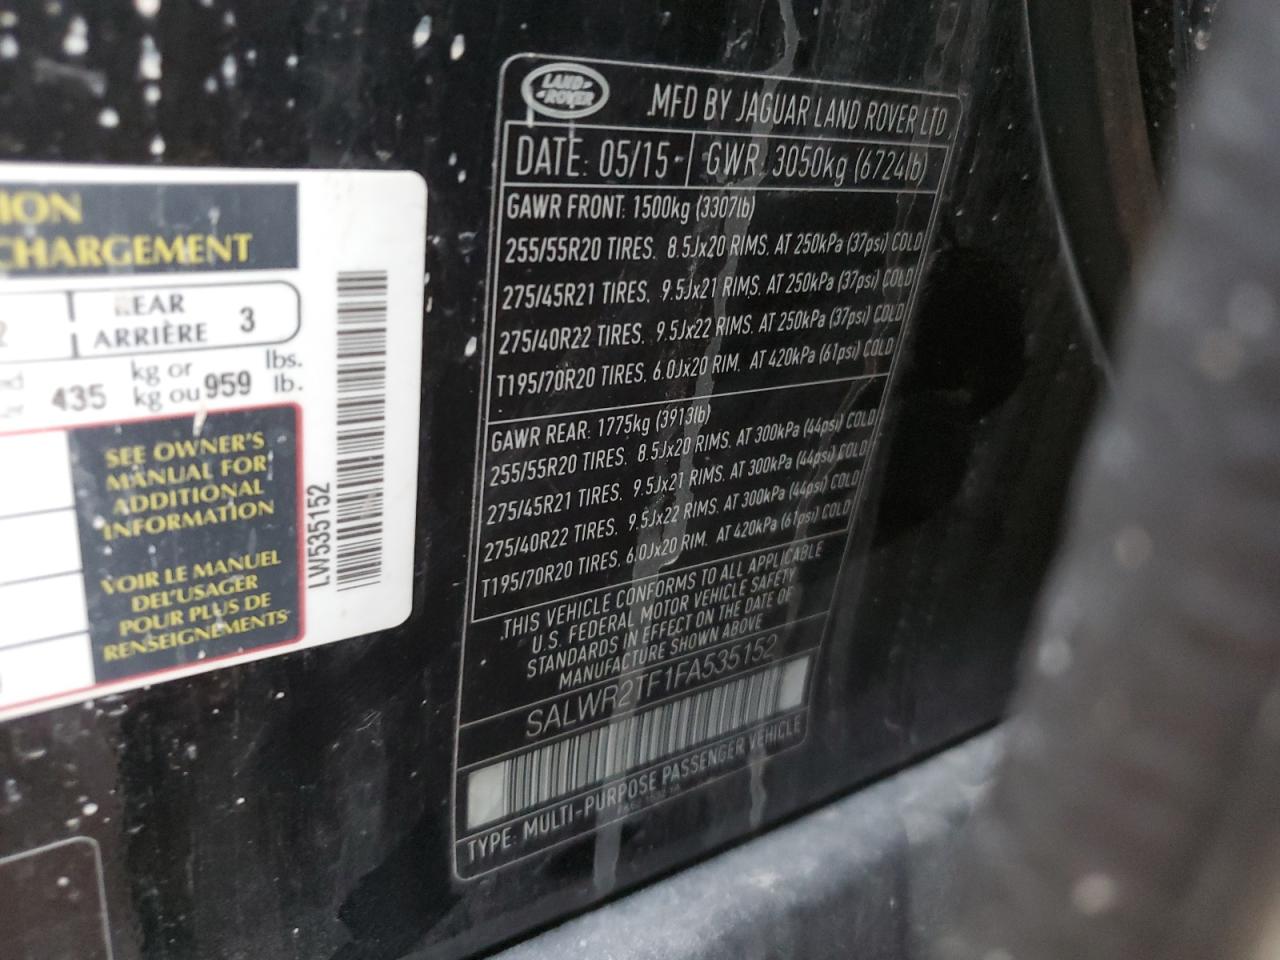 ION
CHARGEMENT
REAR
ARRIÈRE 3
kg or lbs.
435 kg ou 959 lb.
SEE OWNER'S
MANUAL FOR
ADDITIONAL
INFORMATION
VOIR LE MANUEL
DEL'USAGER
POUR PLUS DE
RENSEIGNEMENTS
LW535152
LAND
ROVER
MFD BY JAGUAR LAND ROVER LTD
DATE: 05/15 GWR: 3050kg (6724lb)
GAWR FRONT: 1500kg (3307lb)
255/55R20 TIRES. 8.5Jx20 RIMS. AT 250kPa (37psi) COLD
275/45R21 TIRES. 9.5Jx21 RIMS. AT 250kPa (37psi) COLD
275/40R22 TIRES. 9.5Jx22 RIMS. AT 250kPa (37psi) COLD
T195/70R20 TIRES. 6.0Jx20 RIM. AT 420kPa (61psi) COLD
GAWR REAR: 1775kg (3913lb)
255/55R20 TIRES. 8.5Jx20 RIMS. AT 300kPa (44psi) COLD
275/45R21 TIRES. 9.5Jx21 RIMS. AT 300kPa (44psi) COLD
275/40R22 TIRES. 9.5Jx22 RIMS. AT 300kPa (44psi) COLD
T195/70R20 TIRES. 6.0Jx20 RIM. AT 420kPa (61psi) COLD
THIS VEHICLE CONFORMS TO ALL APPLICABLE
U.S. FEDERAL MOTOR VEHICLE SAFETY
STANDARDS IN EFFECT ON THE DATE OF
MANUFACTURE SHOWN ABOVE
SALWR2TF1FA535152
TYPE: MULTI-PURPOSE PASSENGER VEHICLE